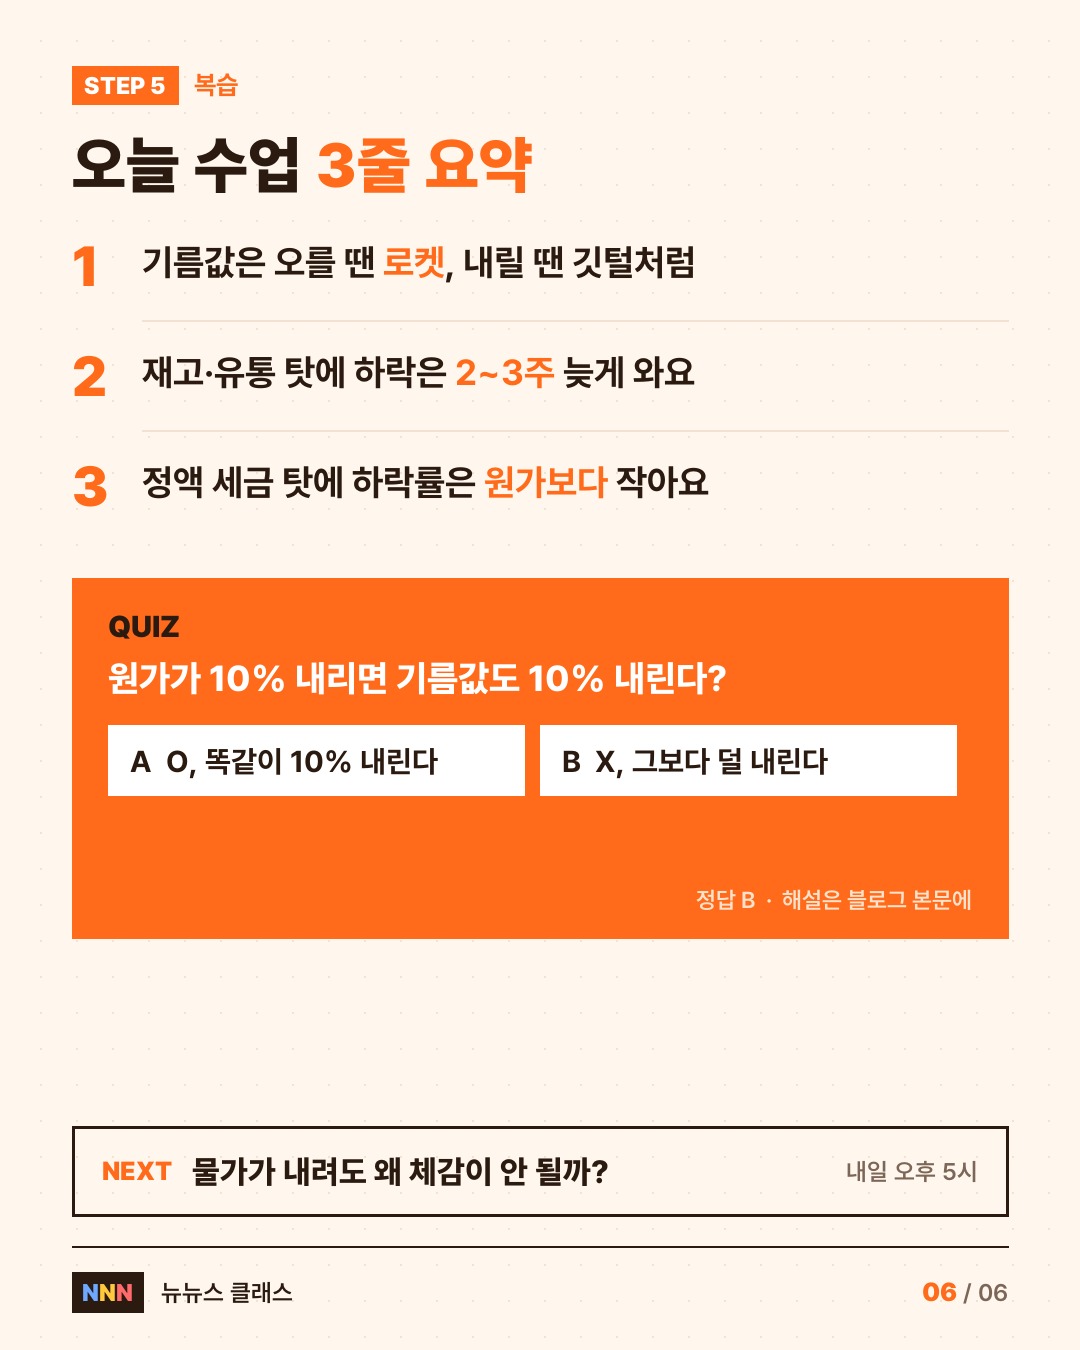 STEP 5 복습
오늘 수업 3줄 요약
1 기름값은 오를 땐 로켓, 내릴 땐 깃털처럼
2 재고·유통 탓에 하락은 2~3주 늦게 와요
3 정액 세금 탓에 하락률은 원가보다 작아요
QUIZ
원가가 10% 내리면 기름값도 10% 내린다?
A O, 똑같이 10% 내린다
B X, 그보다 덜 내린다
정답 B · 해설은 블로그 본문에
NEXT 물가가 내려도 왜 체감이 안 될까? 내일 오후 5시
NNN 뉴뉴스 클래스 06 / 06